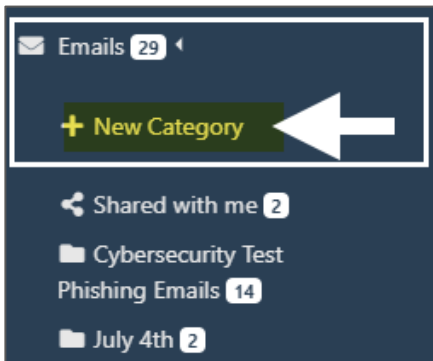 Emails 29
+ New Category
Shared with me 2
Cybersecurity Test
Phishing Emails 14
July 4th 2